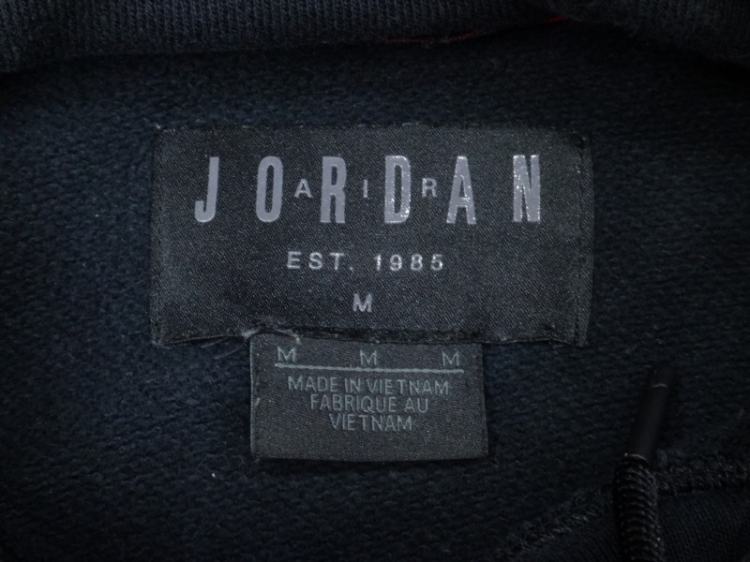 JORDAN
AIR
EST. 1985
M
M M M
MADE IN VIETNAM
FABRIQUE AU
VIETNAM